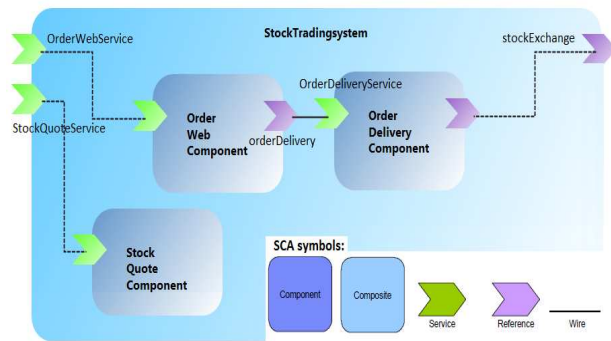 StockTradingsystem
OrderWebService
stockExchange
StockQuoteService
OrderDeliveryService
Order
Web
Component
orderDelivery
Order
Delivery
Component
Stock
Quote
Component
SCA symbols:
Component
Composite
Service
Reference
Wire